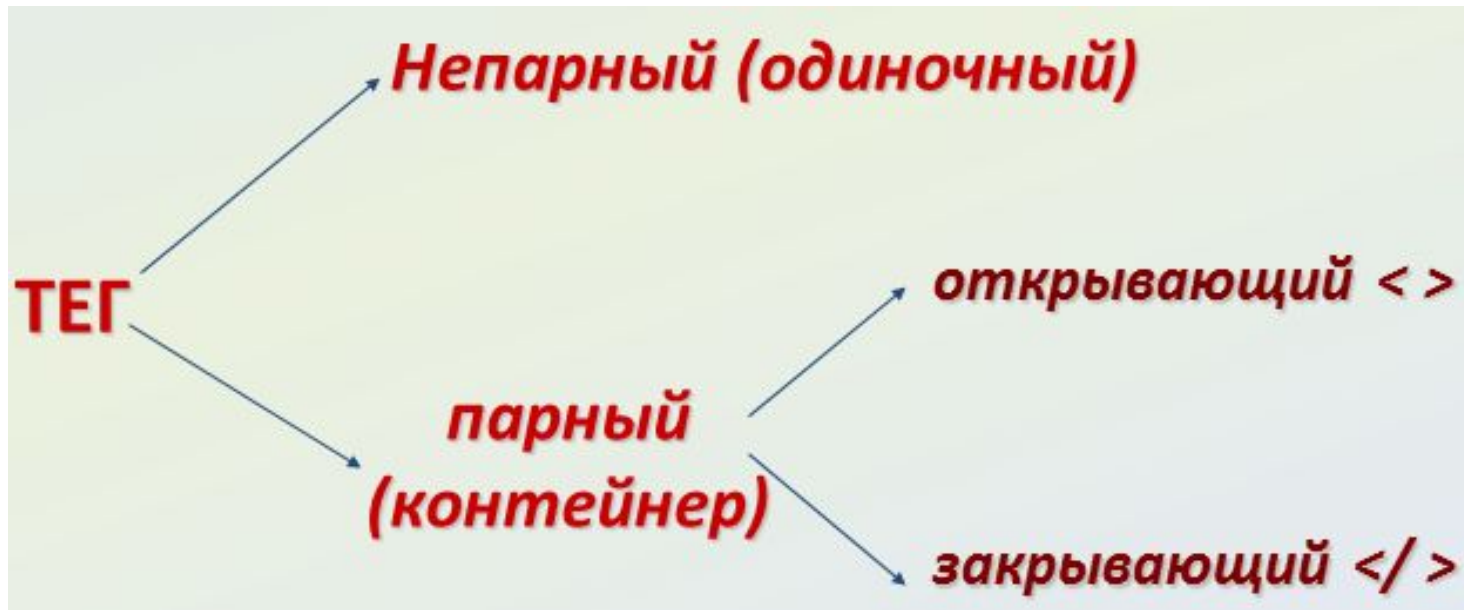 Непарный (одиночный)
ТЕГ
открывающий < >
парный
(контейнер)
закрывающий </ >